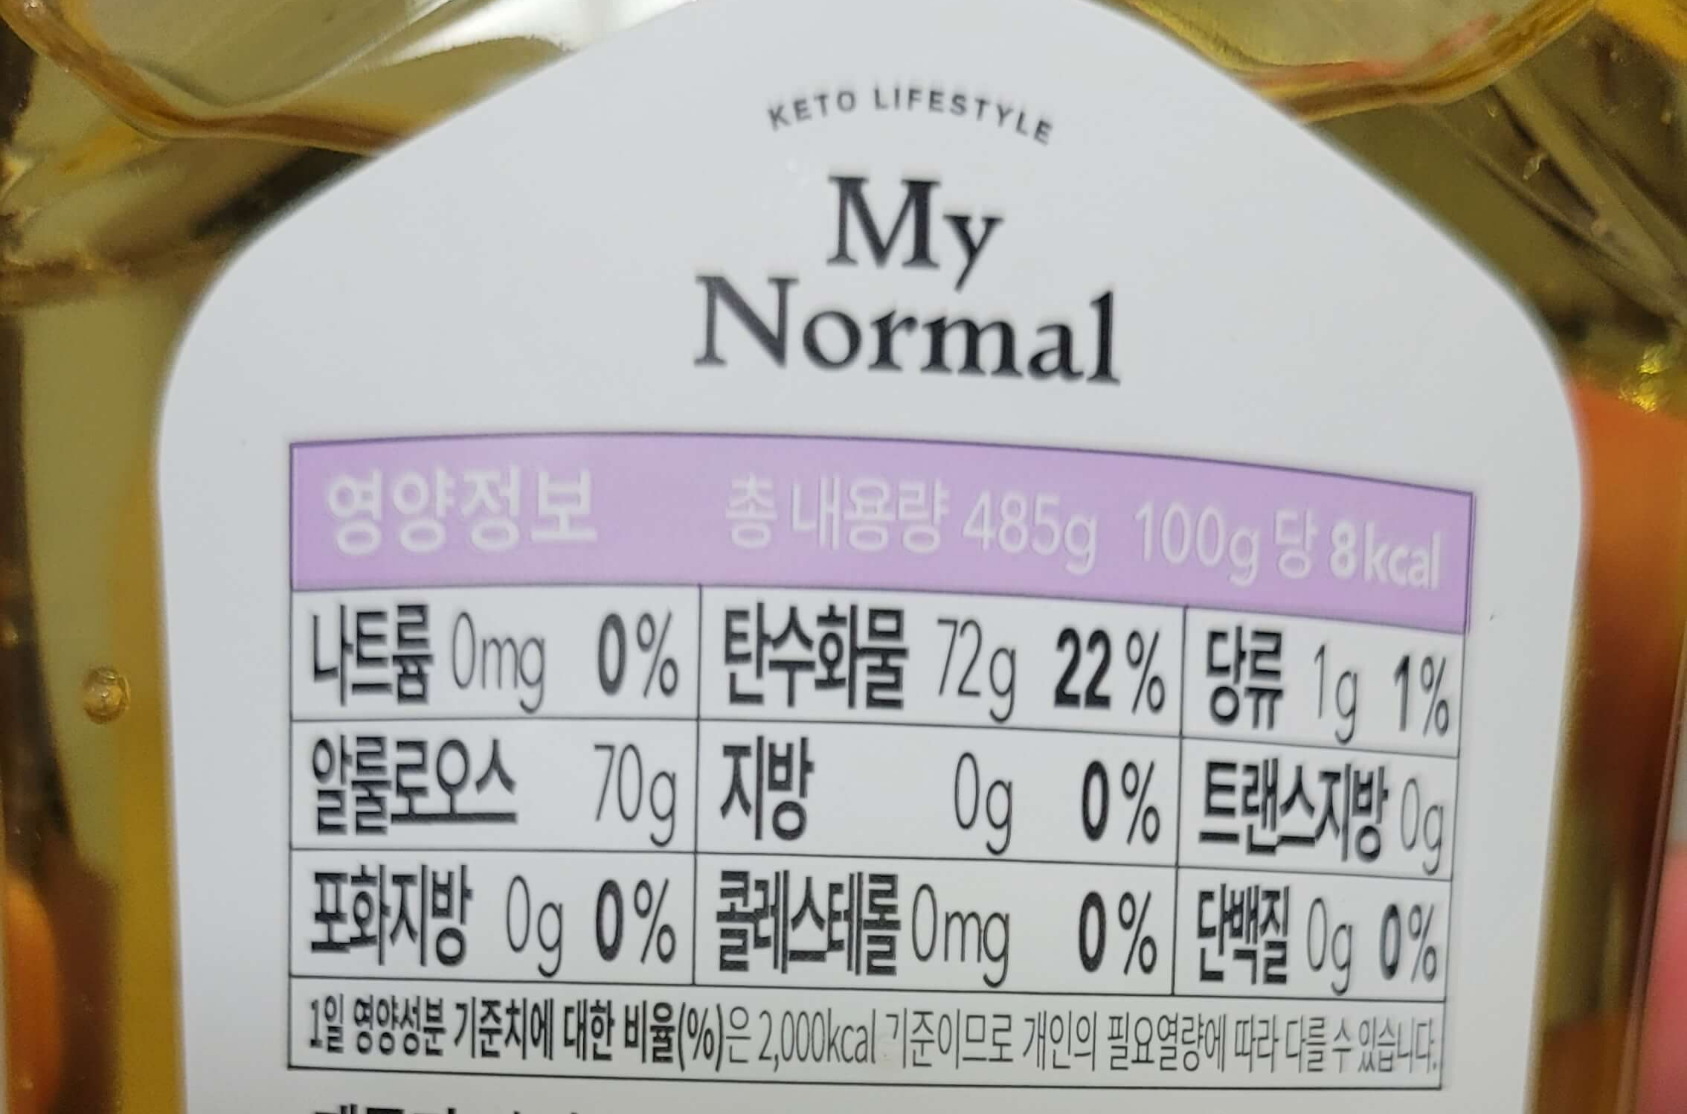 KETO LIFESTYLE
My
Normal
영양정보 총 내용량 485g 100g 당 8kcal
나트륨 0mg 0% 탄수화물 72g 22% 당류 1g 1%
알룰로오스 70g 지방 0g 0% 트랜스지방 0g
포화지방 0g 0% 콜레스테롤 0mg 0% 단백질 0g 0%
1일 영양성분 기준치에 대한 비율(%)은 2,000kcal 기준이므로 개인의 필요열량에 따라 다를 수 있습니다.